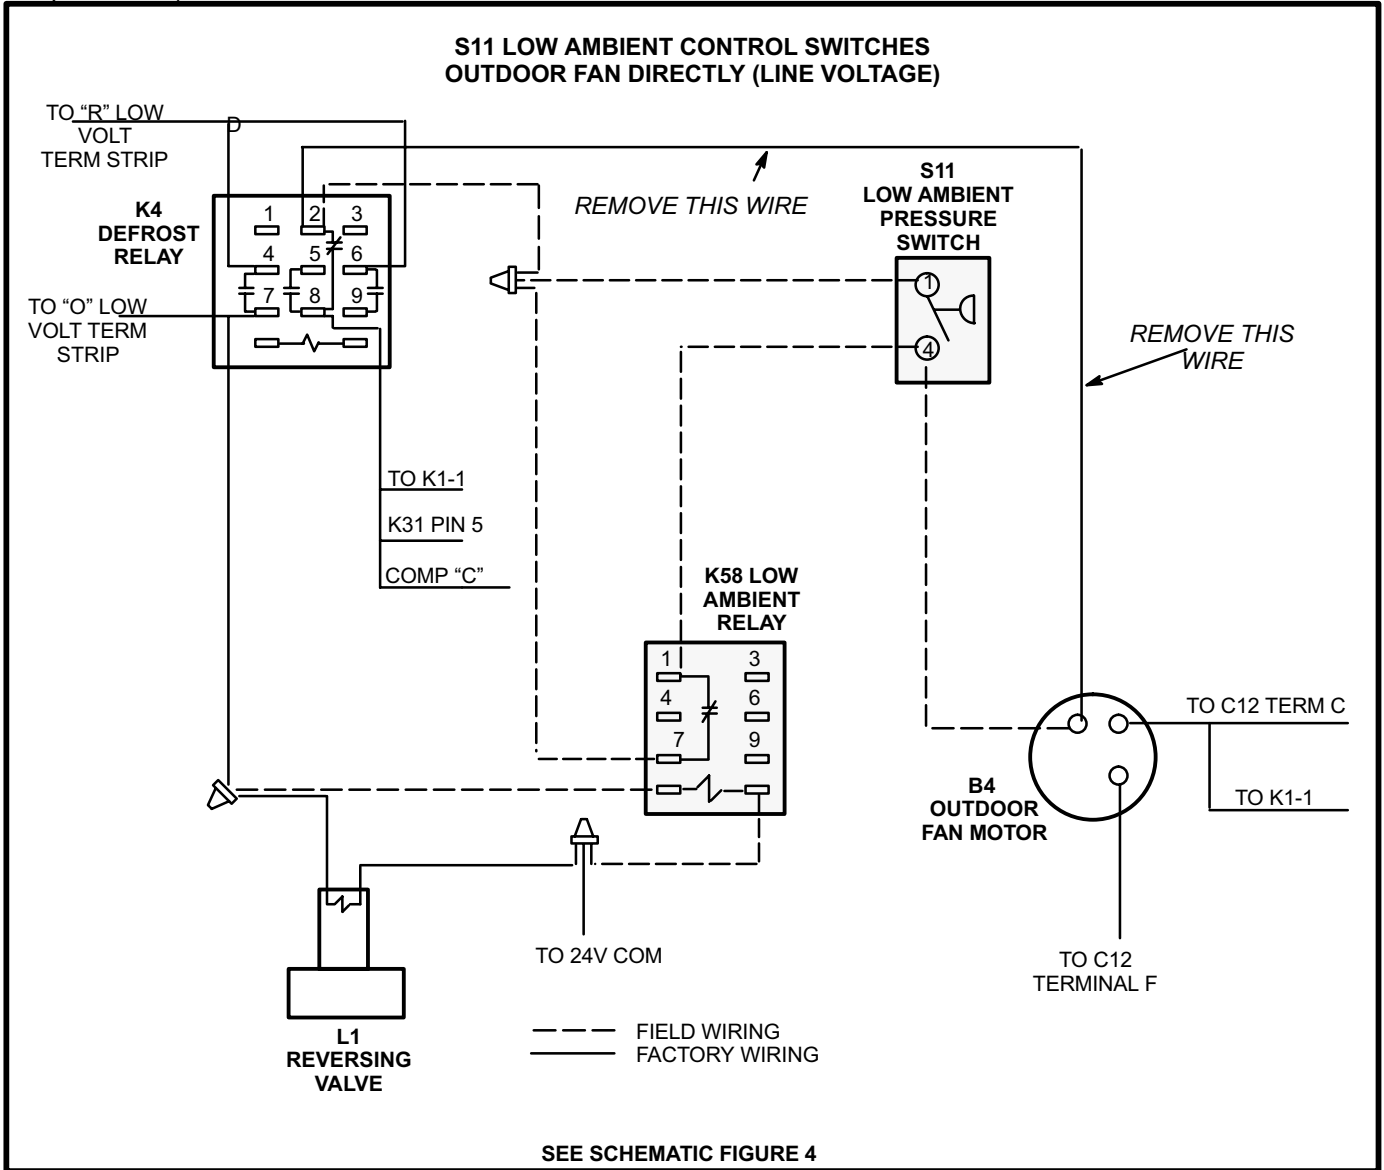 S11 LOW AMBIENT CONTROL SWITCHES
OUTDOOR FAN DIRECTLY (LINE VOLTAGE)
TO “R” LOW
VOLT
TERM STRIP
D
K4
DEFROST
RELAY
1 2 3
4 5 6
7 8 9
TO “O” LOW
VOLT TERM
STRIP
REMOVE THIS WIRE
S11
LOW AMBIENT
PRESSURE
SWITCH
1
4
REMOVE THIS
WIRE
TO K1-1
K31 PIN 5
COMP “C”
K58 LOW
AMBIENT
RELAY
1 3
4 6
7 9
TO C12 TERM C
TO K1-1
B4
OUTDOOR
FAN MOTOR
TO 24V COM
TO C12
TERMINAL F
L1
REVERSING
VALVE
FIELD WIRING
FACTORY WIRING
SEE SCHEMATIC FIGURE 4